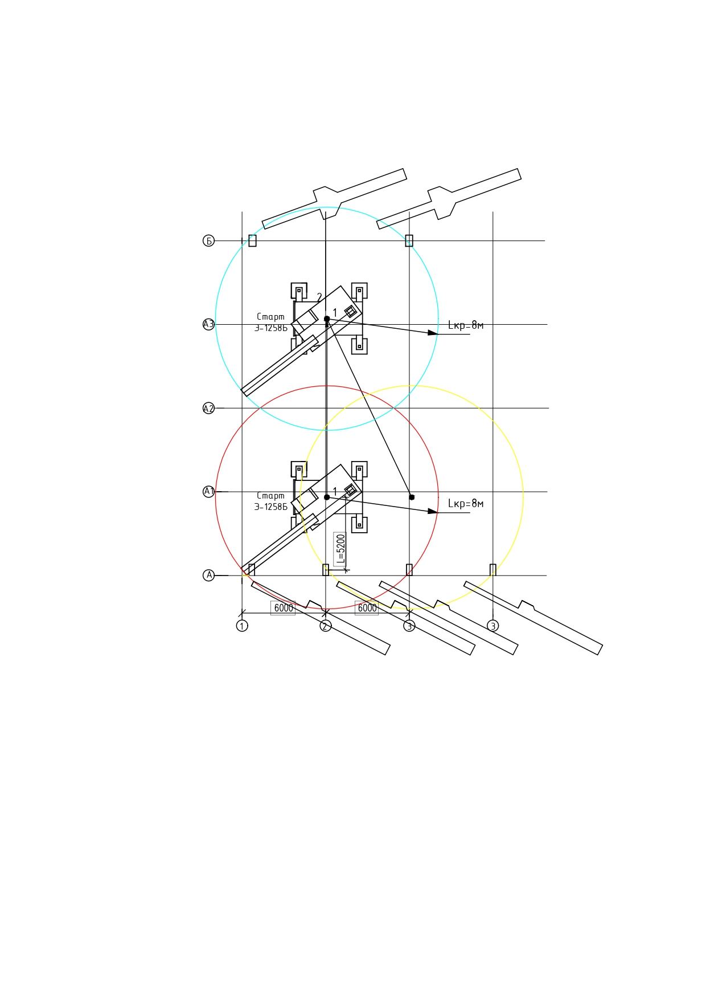 Б
2
1
Старт
Э-1258Б
А3
Lкр=8м
А2
А1
1
Старт
Э-1258Б
Lкр=8м
L=5200
А
6000
6000
1
2
3
3